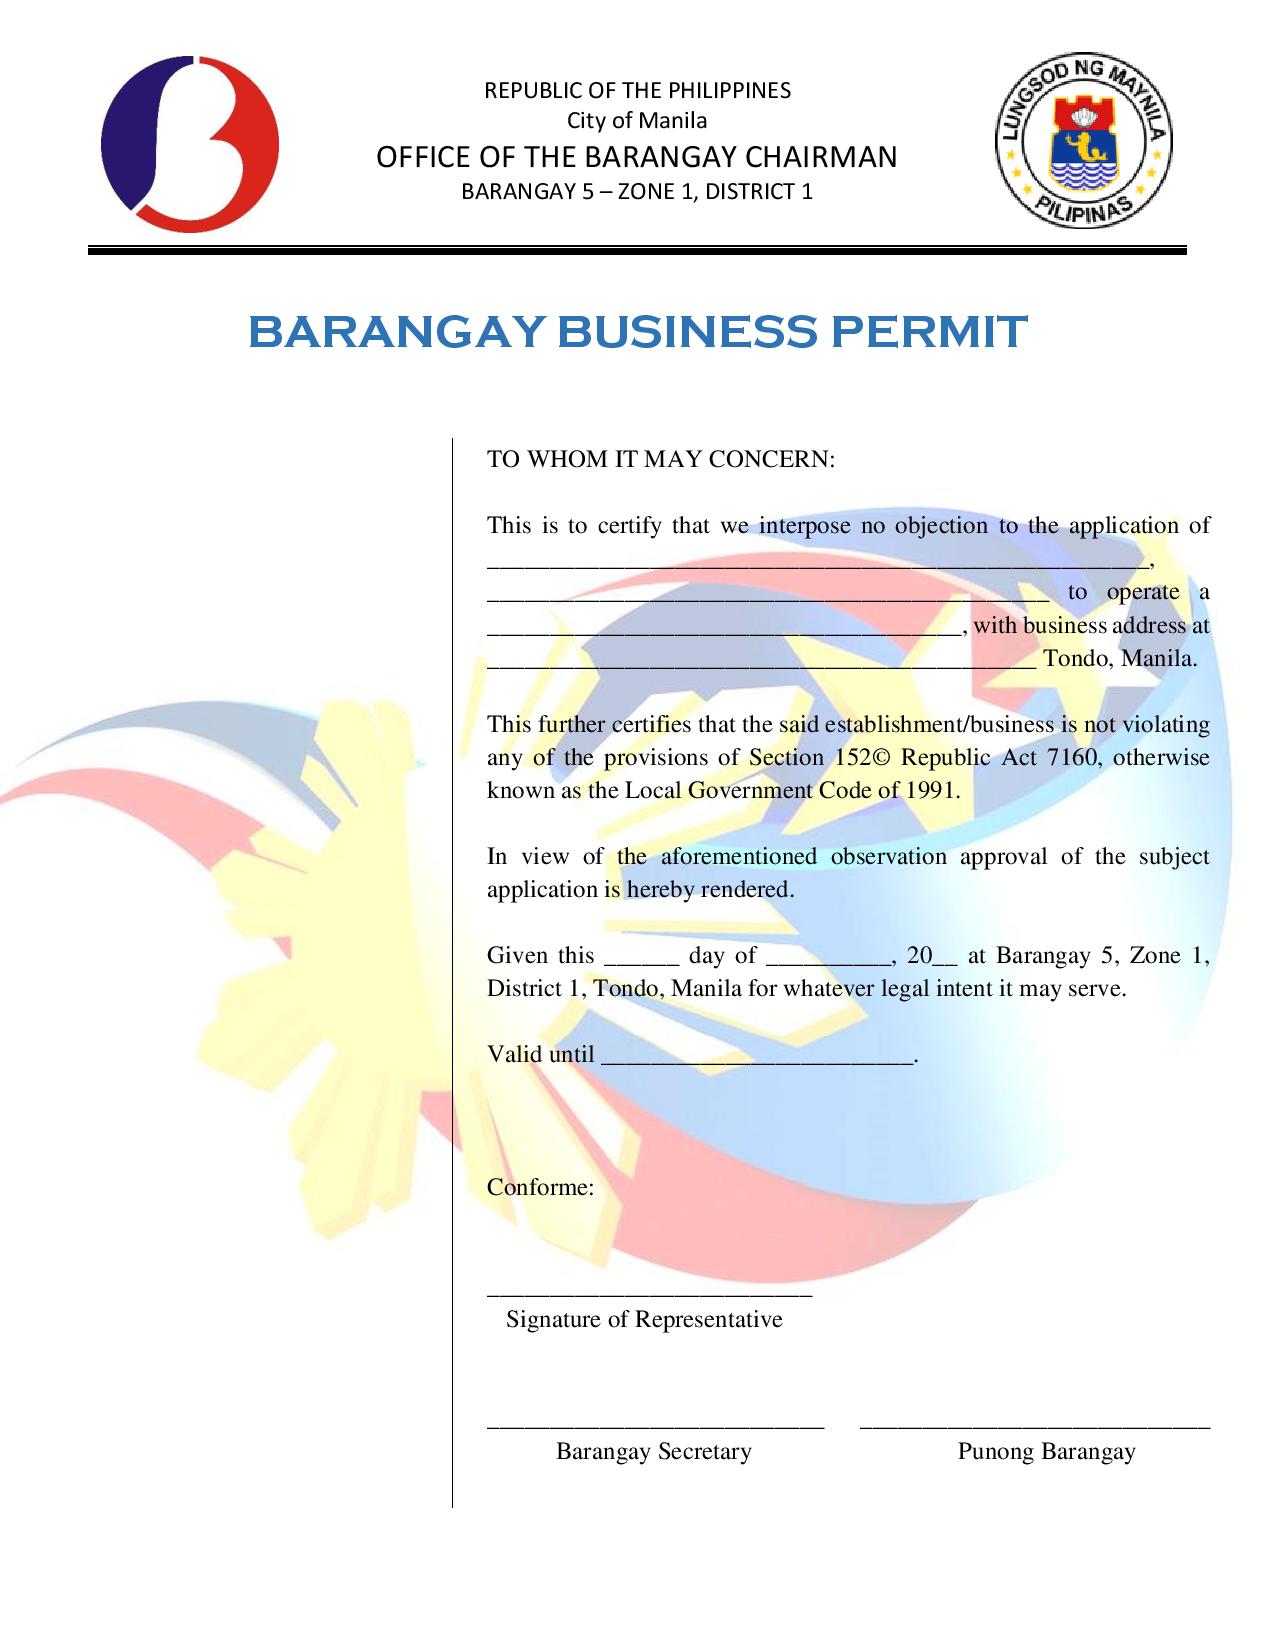 REPUBLIC OF THE PHILIPPINES
City of Manila
OFFICE OF THE BARANGAY CHAIRMAN
BARANGAY 5 – ZONE 1, DISTRICT 1
LUNGSOD NG MAYNILA
PILIPINAS
BARANGAY BUSINESS PERMIT
TO WHOM IT MAY CONCERN:
This is to certify that we interpose no objection to the application of
_____________________________________________________,
_____________________________________________ to operate a
______________________________________, with business address at
____________________________________________ Tondo, Manila.
This further certifies that the said establishment/business is not violating
any of the provisions of Section 152© Republic Act 7160, otherwise
known as the Local Government Code of 1991.
In view of the aforementioned observation approval of the subject
application is hereby rendered.
Given this ______ day of __________, 20__ at Barangay 5, Zone 1,
District 1, Tondo, Manila for whatever legal intent it may serve.
Valid until _________________________.
Conforme:
__________________________
Signature of Representative
___________________________ ____________________________
Barangay Secretary Punong Barangay